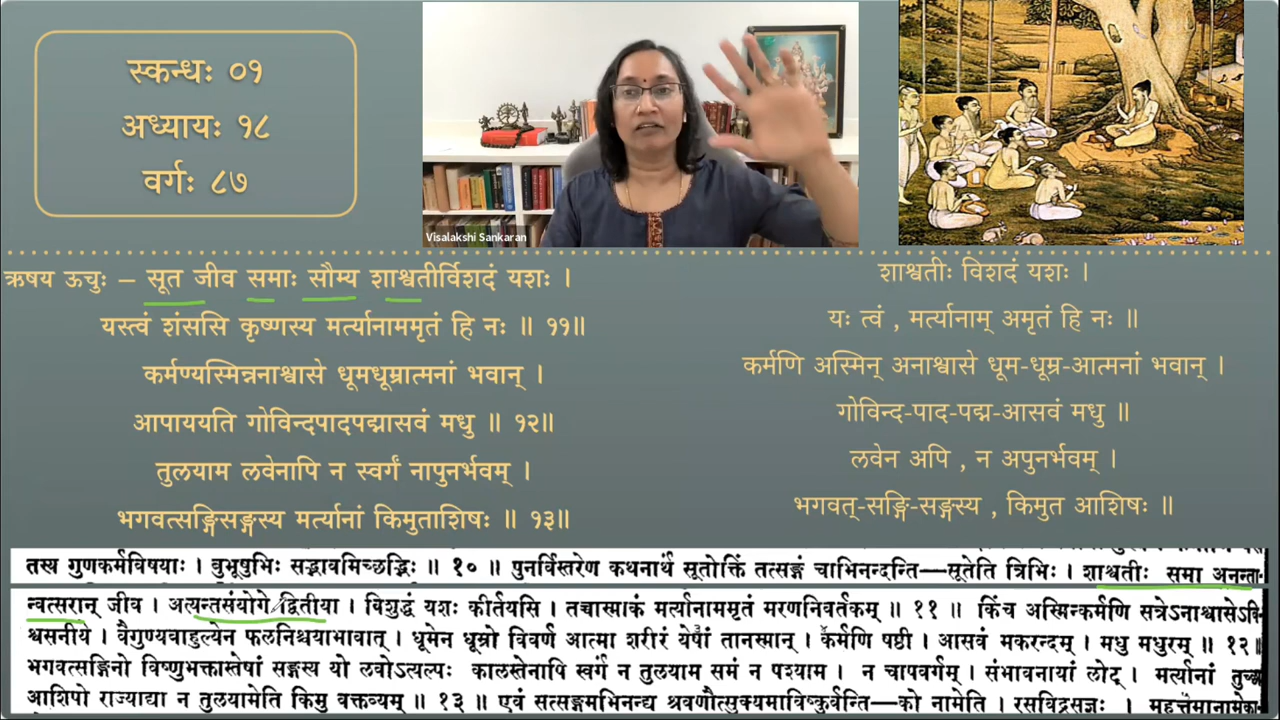 स्कन्धः ०१
अध्यायः १८
वर्गः ८७
Visalakshi Sankaran
ऋषय ऊचुः – सूत जीव समाः सौम्य शाश्वतीर्विशदं यशः ।
यस्त्वं शंससि कृष्णस्य मर्त्यानाममृतं हि नः ॥ ११॥
कर्मण्यस्मिन्ननाश्वासे धूमधूम्रात्मनां भवान् ।
आपाययति गोविन्दपादपद्मासवं मधु ॥ १२॥
तुलयाम लवेनापि न स्वर्गं नापुनर्भवम् ।
भगवत्सङ्गिसङ्गस्य मर्त्यानां किमुताशिषः ॥ १३॥
शाश्वतीः विशदं यशः ।
यः त्वं , मर्त्यानाम् अमृतं हि नः ॥
कर्मणि अस्मिन् अनाश्वासे धूम-धूम्र-आत्मनां भवान् ।
गोविन्द-पाद-पद्म-आसवं मधु ॥
लवेन अपि , न अपुनर्भवम् ।
भगवत्-सङ्गि-सङ्गस्य , किमुत आशिषः ॥
तस्य गुणकर्मविषयाः । बुभूषुभिः सद्भावमिच्छद्भिः ॥ १० ॥ पुनर्विस्तरेण कथनार्थं सूतोक्तिं तत्सङ्गं चाभिनन्दन्ति—सूतेति त्रिभिः । शाश्वतीः समा अनन्ता-
न्वत्सरान् जीव । अत्यन्तसंयोगे द्वितीया । विशुद्धं यशः कीर्तयसि । तच्चास्माकं मर्त्यानाममृतं मरणनिवर्तकम् ॥ ११ ॥ किंच अस्मिन्कर्मणि सत्रेऽनाश्वासेऽवि-
श्वसनीये । वैगुण्यबाहुल्येन फलनिश्चयाभावात् । धूमेन धूम्रो विवर्ण आत्मा शरीरं येषां तानस्मान् । कर्मणि षष्ठी । आसवं मकरन्दम् । मधु मधुरम् ॥ १२॥
भगवत्सङ्गिनो विष्णुभक्तास्तेषां सङ्गस्य यो लवोऽत्यल्पः कालस्तेनापि स्वर्गं न तुलयाम समं न पश्याम । न चापवर्गम् । संभावनायां लोट् । मर्त्यानां तुच्छा
आशिषो राज्याद्या न तुलयामेति किमु वक्तव्यम् ॥ १३ ॥ एवं सत्सङ्गमभिनन्द्य श्रवणौत्सुक्यमाविष्कुर्वन्ति—को नामेति । रसविद्रसज्ञः । महत्तमानामेका-